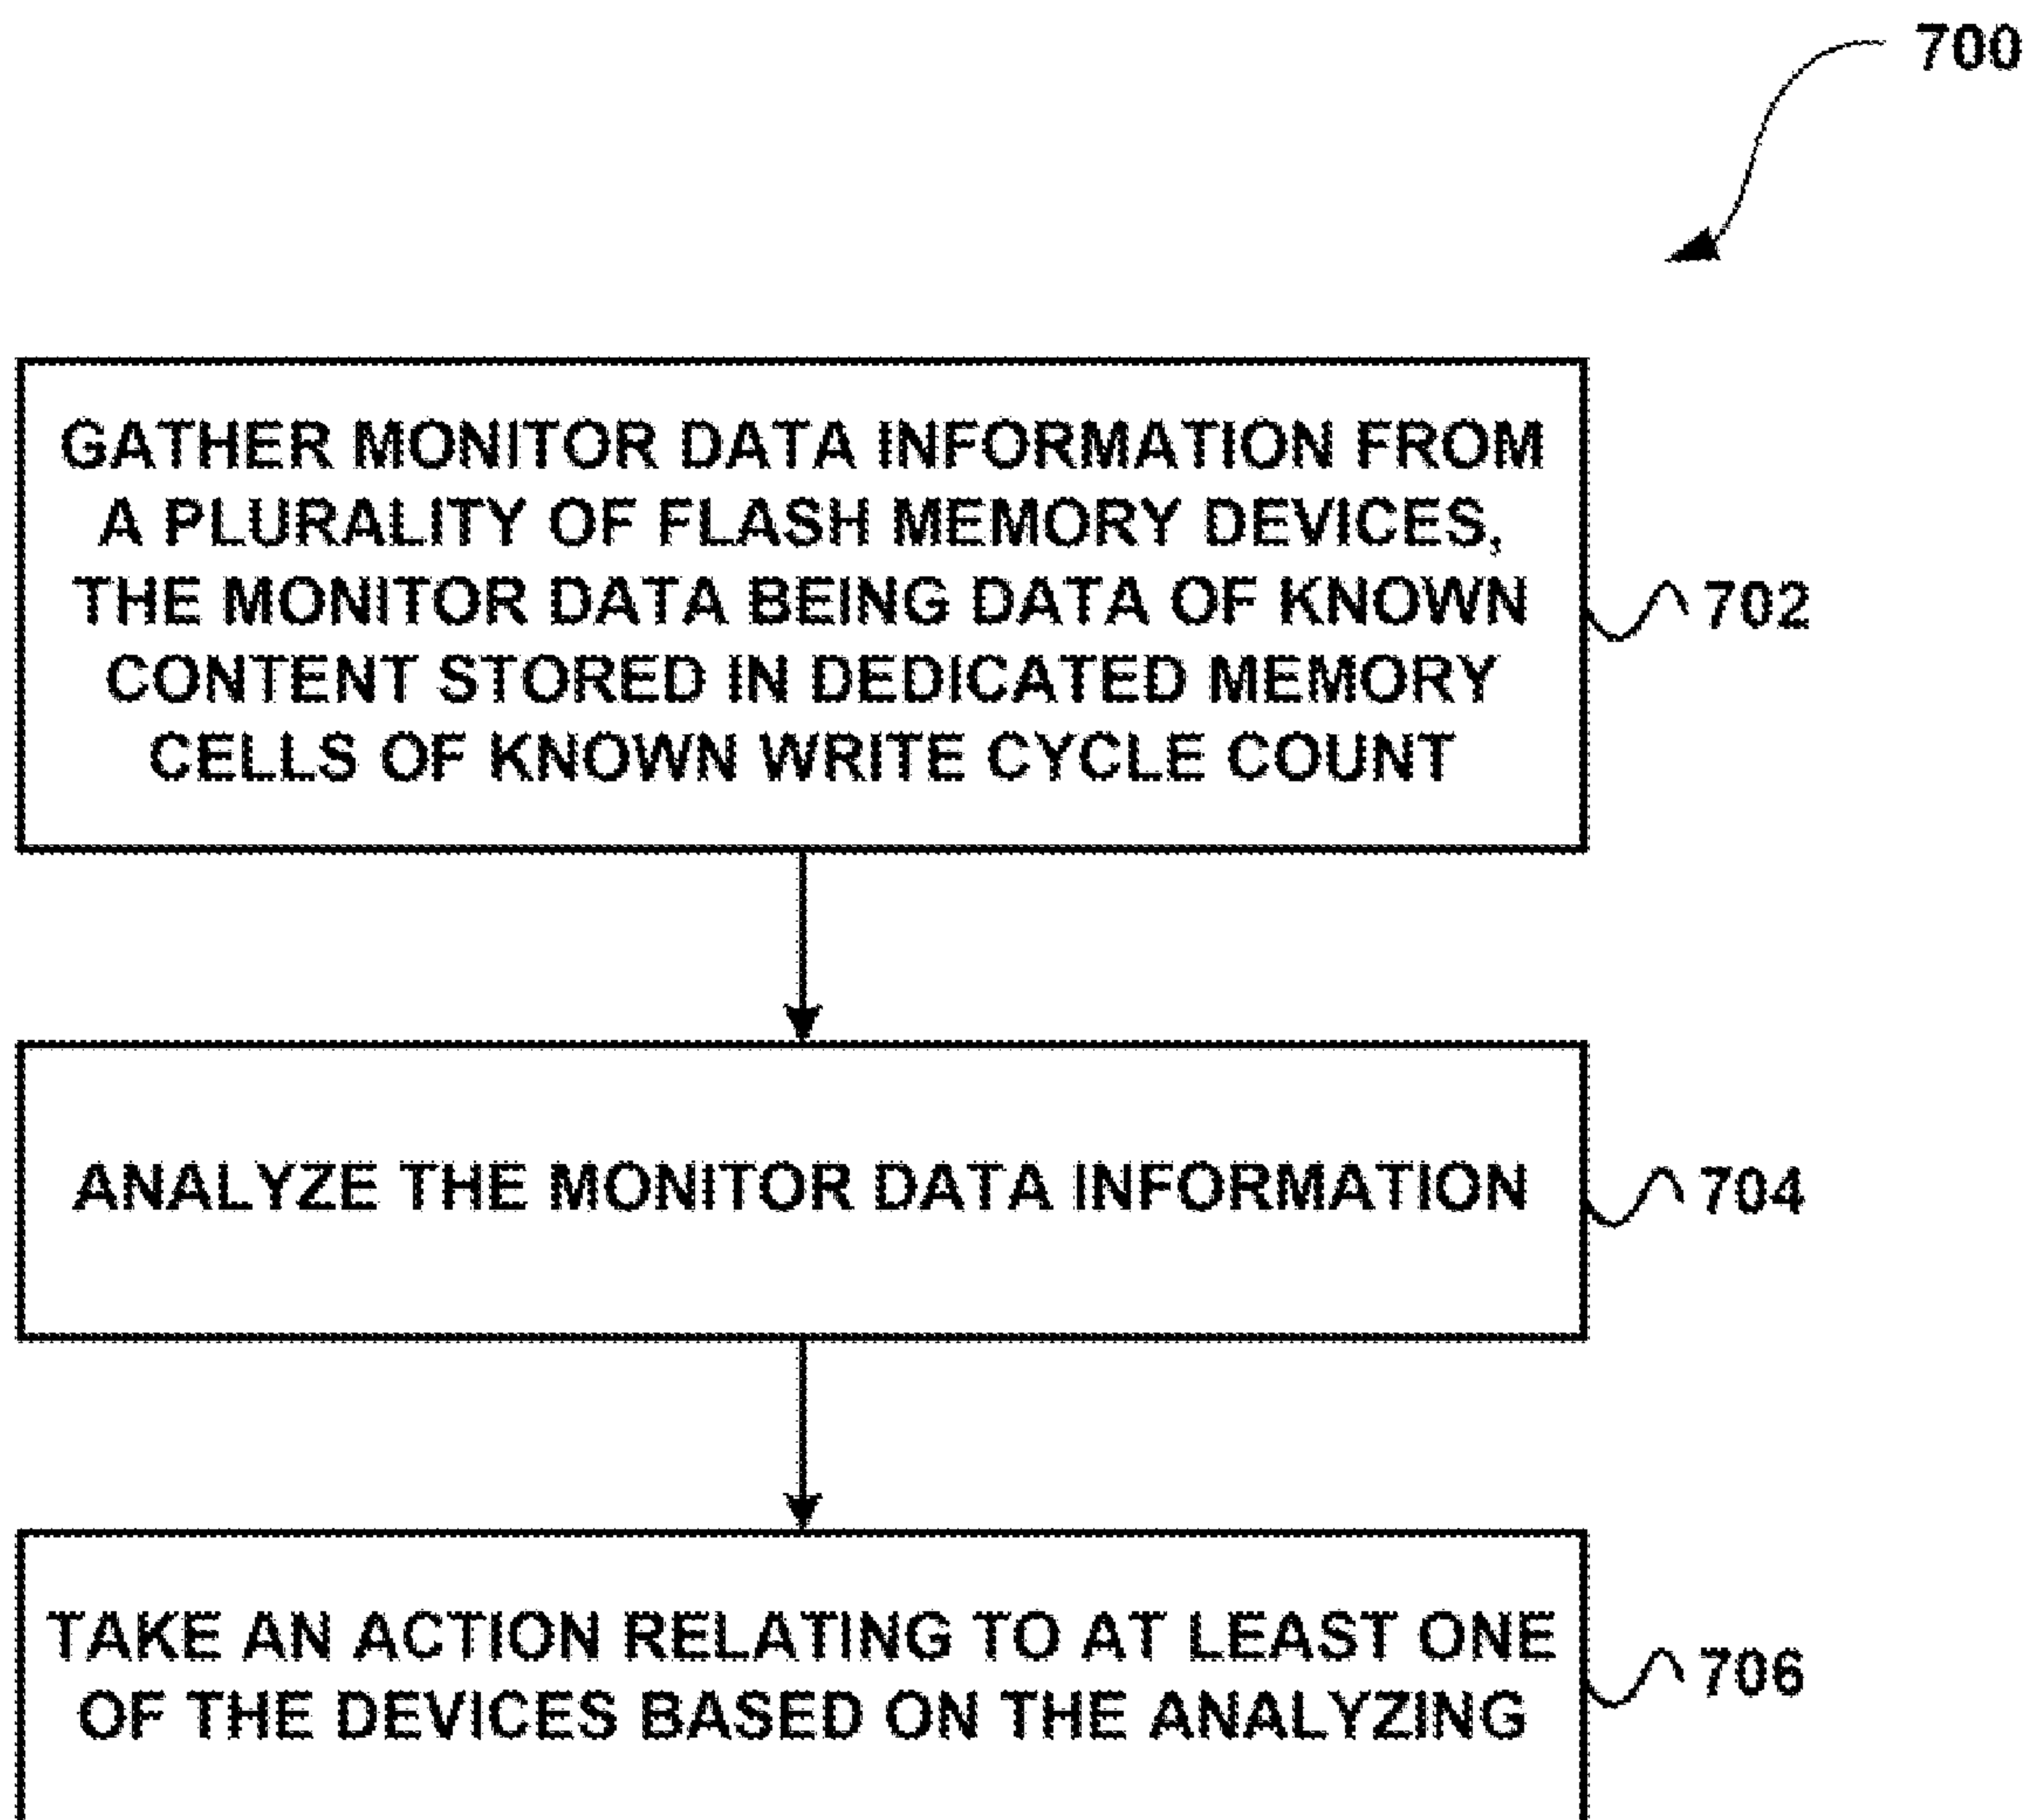 700
GATHER MONITOR DATA INFORMATION FROM
A PLURALITY OF FLASH MEMORY DEVICES,
THE MONITOR DATA BEING DATA OF KNOWN
CONTENT STORED IN DEDICATED MEMORY
CELLS OF KNOWN WRITE CYCLE COUNT
702
ANALYZE THE MONITOR DATA INFORMATION
704
TAKE AN ACTION RELATING TO AT LEAST ONE
OF THE DEVICES BASED ON THE ANALYZING
706